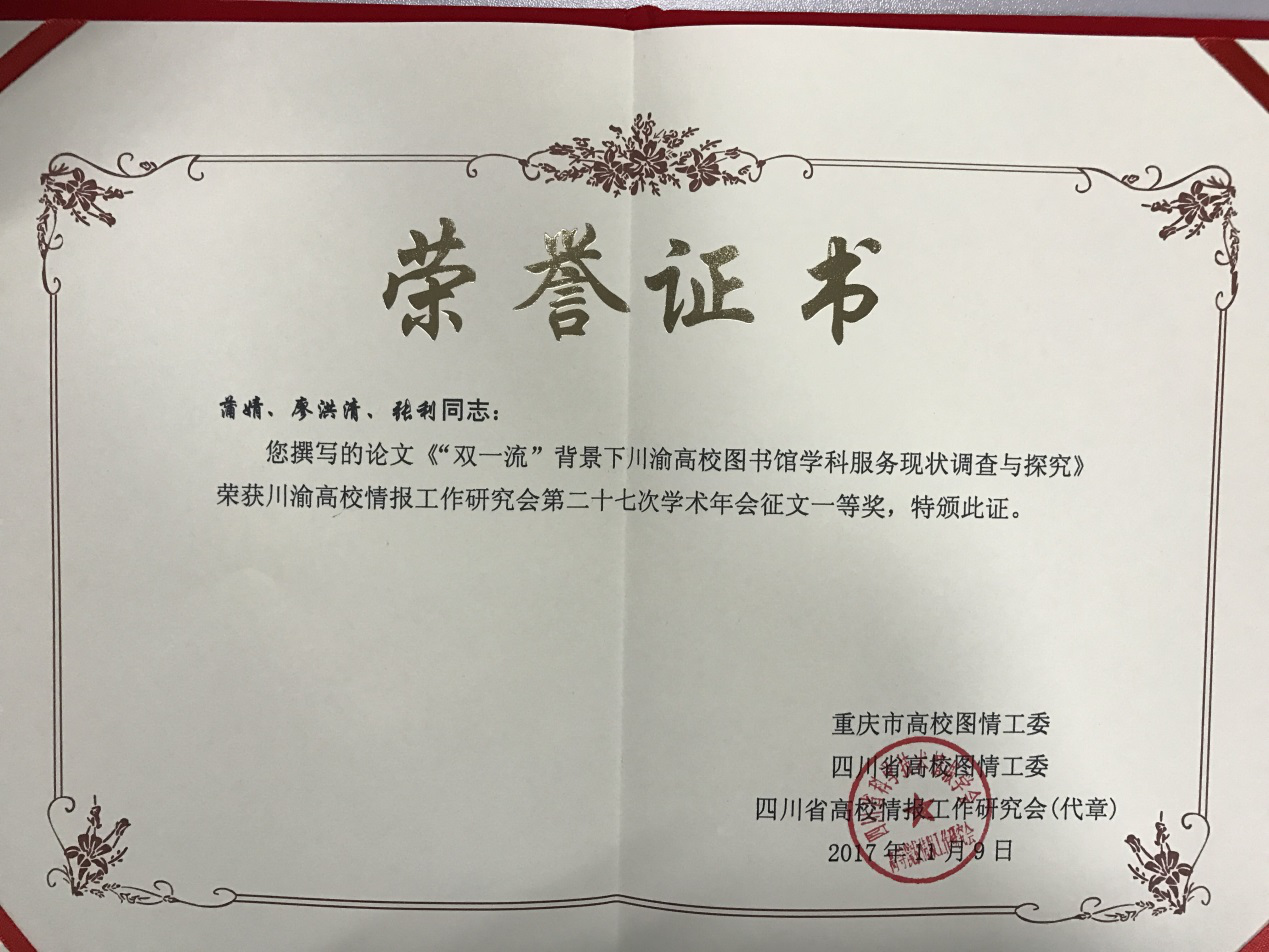 荣誉证书
蒲婧、廖洪清、张利同志：
您撰写的论文《“双一流”背景下川渝高校图书馆学科服务现状调查与探究》
荣获川渝高校情报工作研究会第二十七次学术年会征文一等奖，特颁此证。
重庆市高校图情工委
四川省高校图情工委
四川省高校情报工作研究会(代章)
2017年11月9日